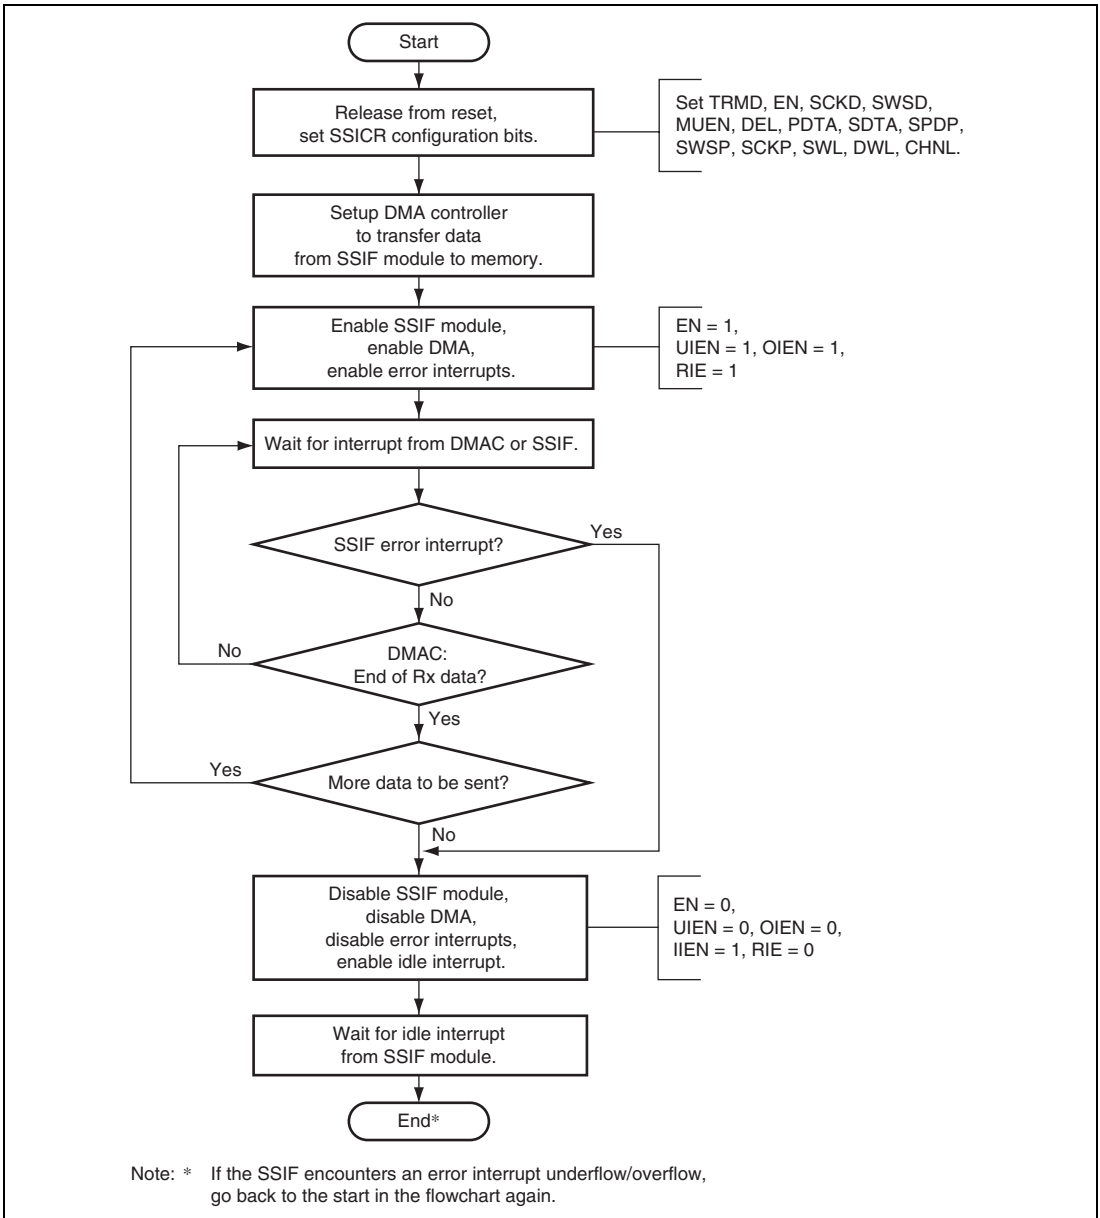 Start
Release from reset,
set SSICR configuration bits.
Set TRMD, EN, SCKD, SWSD,
MUEN, DEL, PDTA, SDTA, SPDP,
SWSP, SCKP, SWL, DWL, CHNL.
Setup DMA controller
to transfer data
from SSIF module to memory.
Enable SSIF module,
enable DMA,
enable error interrupts.
EN = 1,
UIEN = 1, OIEN = 1,
RIE = 1
Wait for interrupt from DMAC or SSIF.
SSIF error interrupt?
Yes
No
DMAC:
End of Rx data?
No
Yes
More data to be sent?
Yes
No
Disable SSIF module,
disable DMA,
disable error interrupts,
enable idle interrupt.
EN = 0,
UIEN = 0, OIEN = 0,
IIEN = 1, RIE = 0
Wait for idle interrupt
from SSIF module.
End*
Note: * If the SSIF encounters an error interrupt underflow/overflow,
go back to the start in the flowchart again.